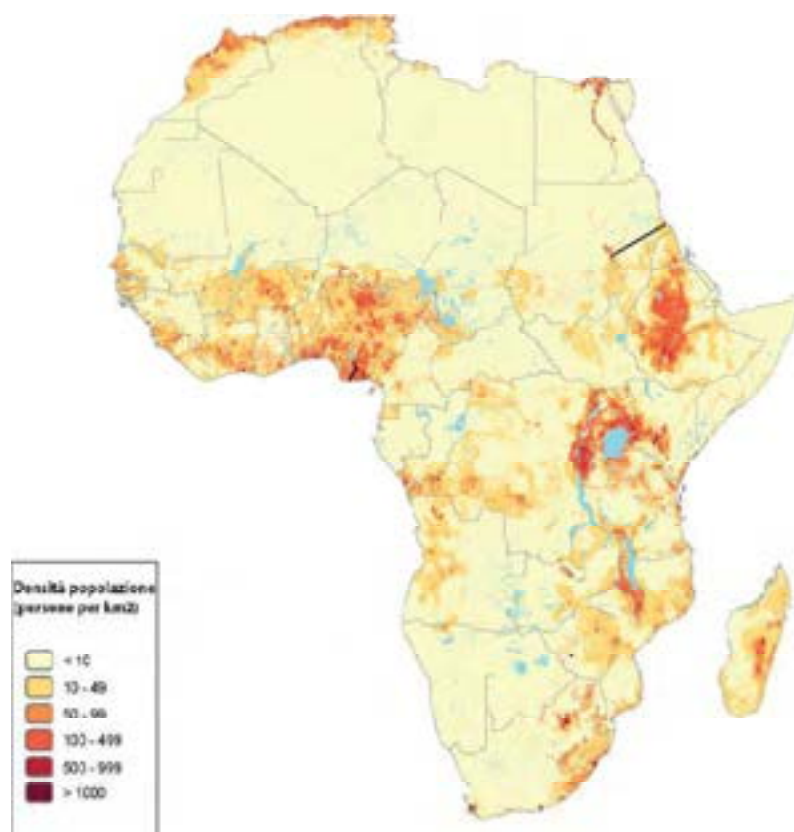 Densità popolazione
(persone per km2)
< 10
10 - 49
50 - 99
100 - 499
500 - 999
> 1000